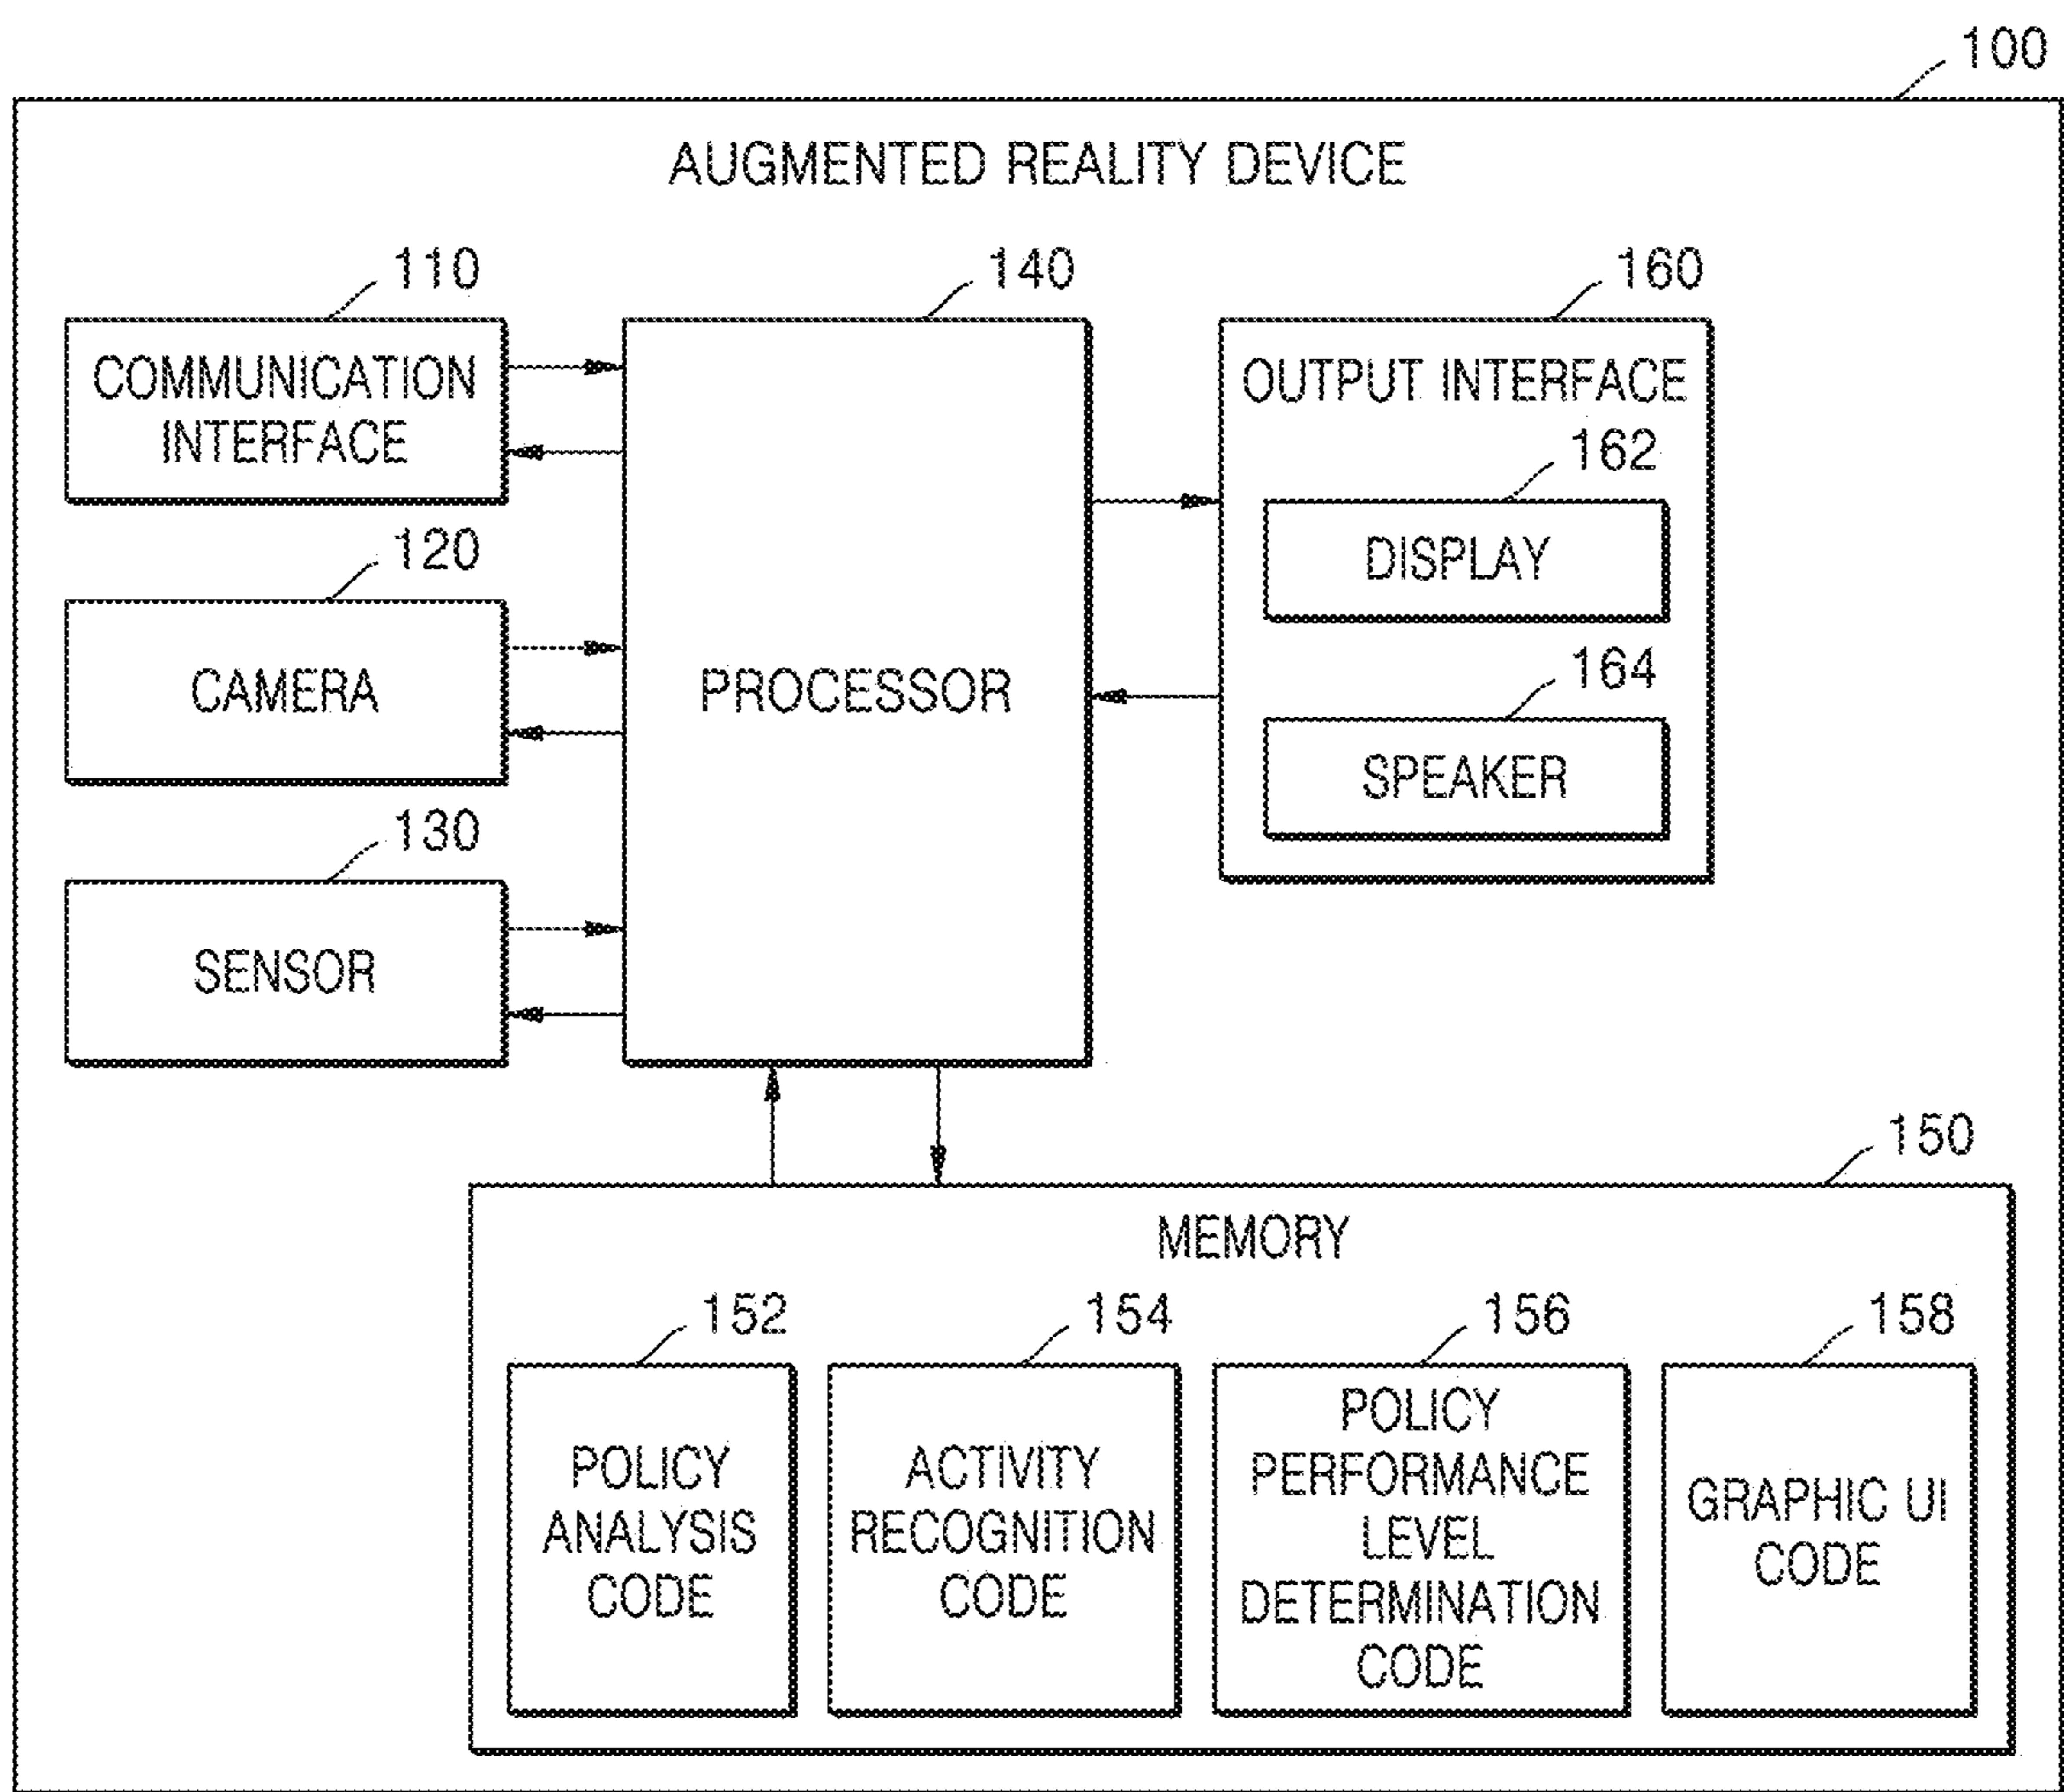 100
AUGMENTED REALITY DEVICE
110
COMMUNICATION
INTERFACE
120
CAMERA
130
SENSOR
140
PROCESSOR
160
OUTPUT INTERFACE
162
DISPLAY
164
SPEAKER
150
MEMORY
152
POLICY
ANALYSIS
CODE
154
ACTIVITY
RECOGNITION
CODE
156
POLICY
PERFORMANCE
LEVEL
DETERMINATION
CODE
158
GRAPHIC UI
CODE